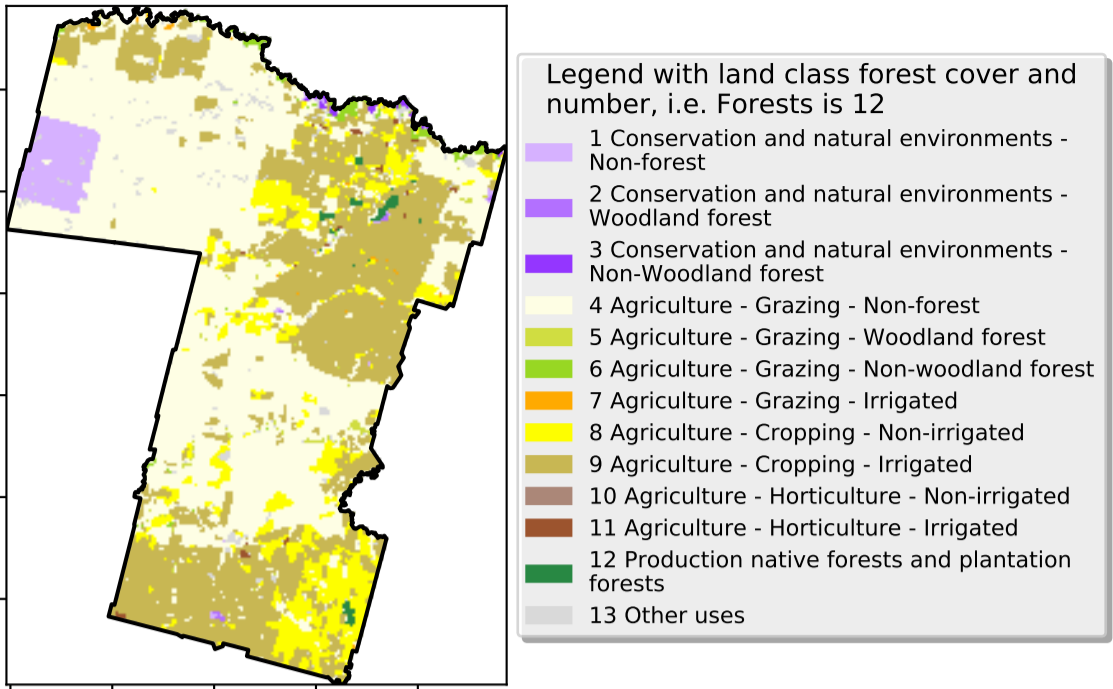 Legend with land class forest cover and
number, i.e. Forests is 12
1 Conservation and natural environments -
Non-forest
2 Conservation and natural environments -
Woodland forest
3 Conservation and natural environments -
Non-Woodland forest
4 Agriculture - Grazing - Non-forest
5 Agriculture - Grazing - Woodland forest
6 Agriculture - Grazing - Non-woodland forest
7 Agriculture - Grazing - Irrigated
8 Agriculture - Cropping - Non-irrigated
9 Agriculture - Cropping - Irrigated
10 Agriculture - Horticulture - Non-irrigated
11 Agriculture - Horticulture - Irrigated
12 Production native forests and plantation
forests
13 Other uses